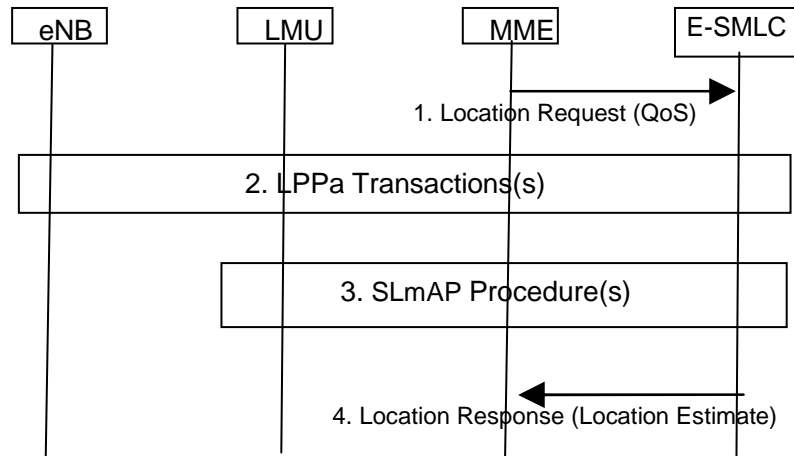 eNB
LMU
MME
E-SMLC
1. Location Request (QoS)
2. LPPa Transactions(s)
3. SLmAP Procedure(s)
4. Location Response (Location Estimate)